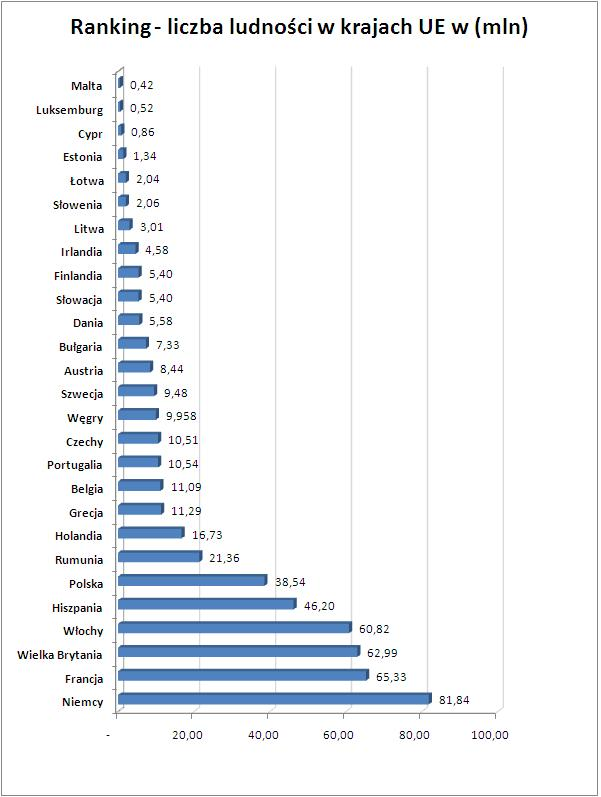 Ranking - liczba ludności w krajach UE w (mln)
Malta 0,42
Luksemburg 0,52
Cypr 0,86
Estonia 1,34
Łotwa 2,04
Słowenia 2,06
Litwa 3,01
Irlandia 4,58
Finlandia 5,40
Słowacja 5,40
Dania 5,58
Bułgaria 7,33
Austria 8,44
Szwecja 9,48
Węgry 9,958
Czechy 10,51
Portugalia 10,54
Belgia 11,09
Grecja 11,29
Holandia 16,73
Rumunia 21,36
Polska 38,54
Hiszpania 46,20
Włochy 60,82
Wielka Brytania 62,99
Francja 65,33
Niemcy 81,84
- 20,00 40,00 60,00 80,00 100,00